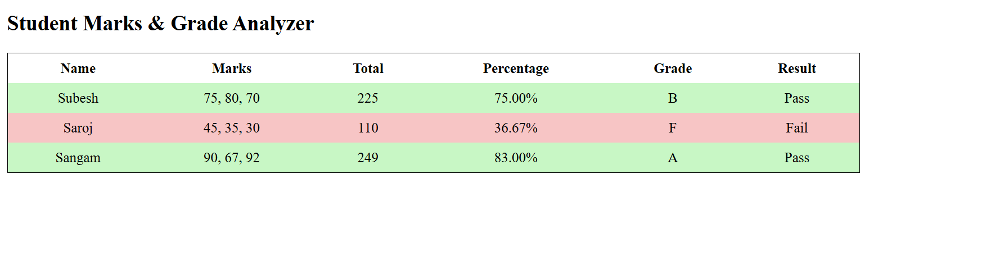 Student Marks & Grade Analyzer
Name Marks Total Percentage Grade Result
Subesh 75, 80, 70 225 75.00% B Pass
Saroj 45, 35, 30 110 36.67% F Fail
Sangam 90, 67, 92 249 83.00% A Pass